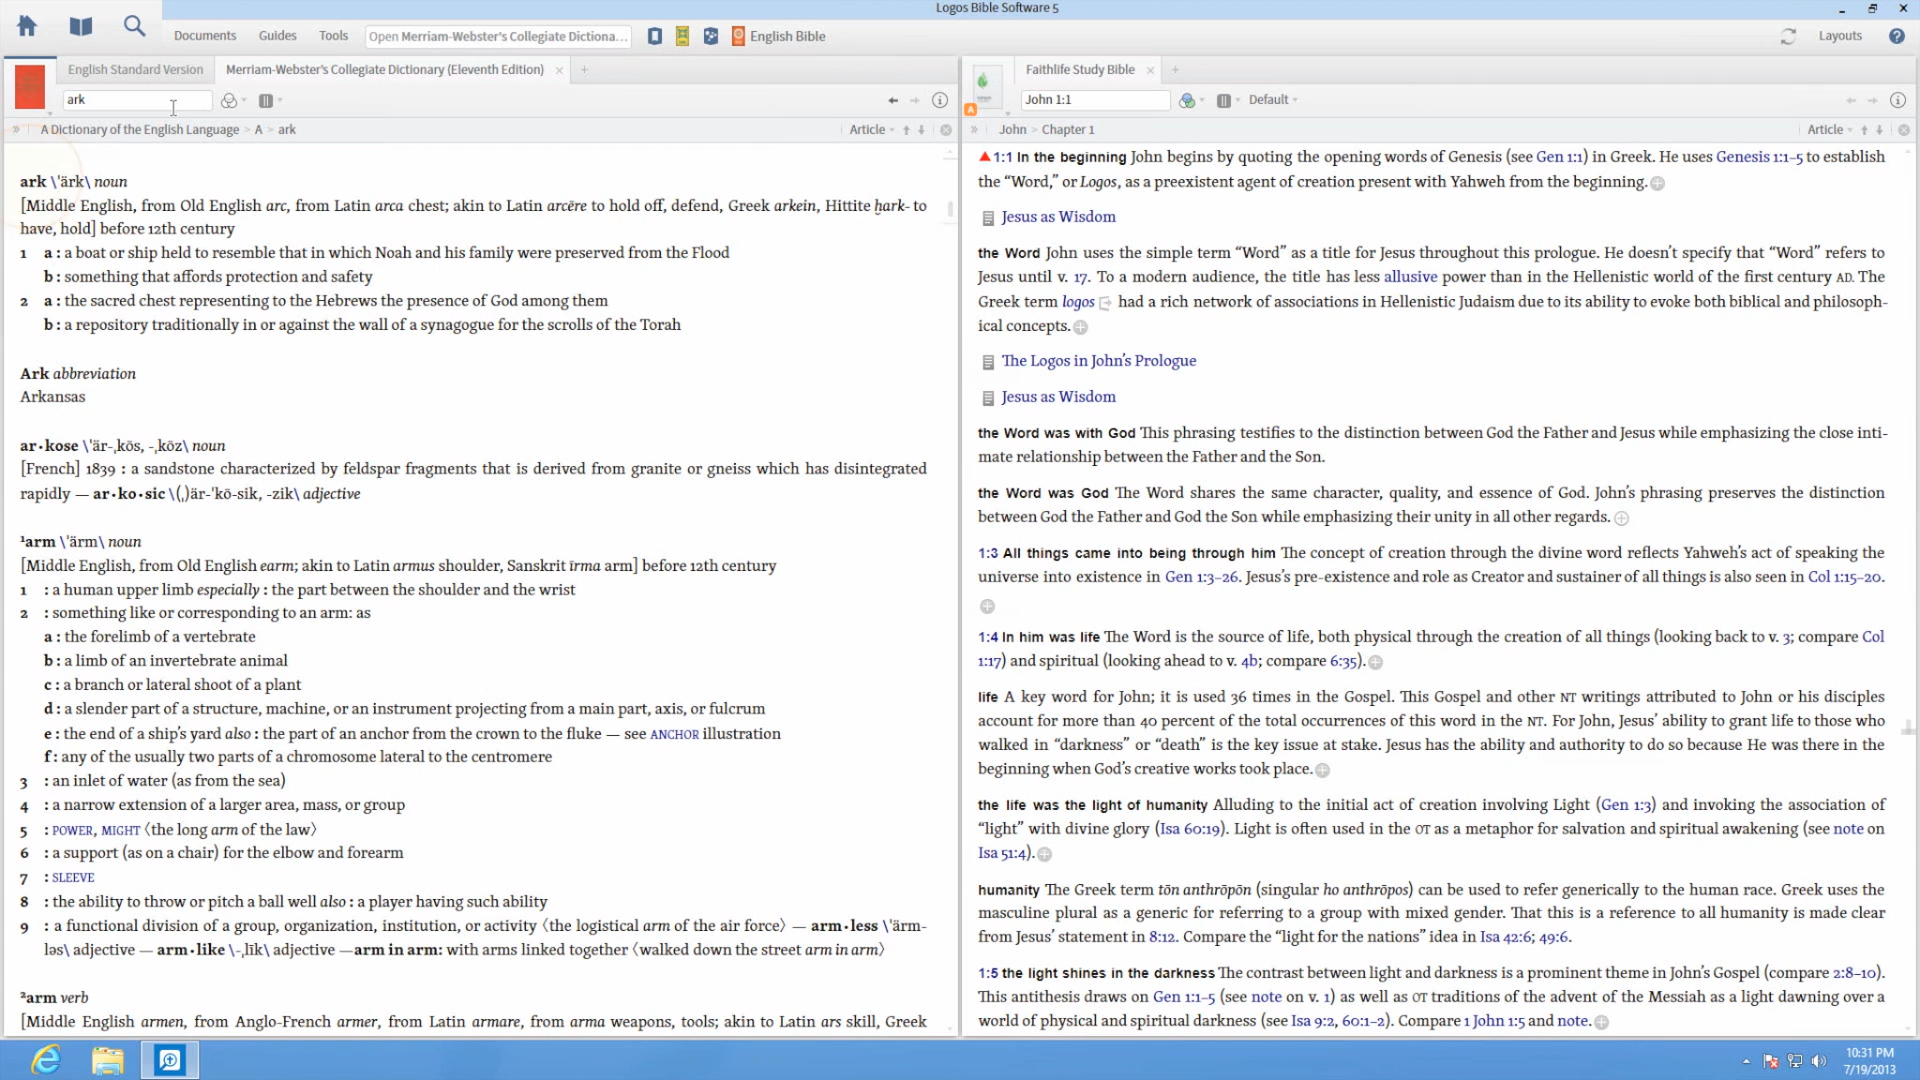 Logos Bible Software 5
Documents Guides Tools Open Merriam-Webster's Collegiate Dictiona... English Bible Layouts
English Standard Version Merriam-Webster's Collegiate Dictionary (Eleventh Edition)
ark
A Dictionary of the English Language > A > ark Article
ark \ˈärk\ noun
[Middle English, from Old English arc, from Latin arca chest; akin to Latin arcēre to hold off, defend, Greek arkein, Hittite ḫark- to
have, hold] before 12th century
1 a : a boat or ship held to resemble that in which Noah and his family were preserved from the Flood
b : something that affords protection and safety
2 a : the sacred chest representing to the Hebrews the presence of God among them
b : a repository traditionally in or against the wall of a synagogue for the scrolls of the Torah
Ark abbreviation
Arkansas
ar·kose \ˈär-ˌkōs, -ˌkōz\ noun
[French] 1839 : a sandstone characterized by feldspar fragments that is derived from granite or gneiss which has disintegrated
rapidly — ar·ko·sic \(ˌ)är-ˈkō-sik, -zik\ adjective
¹arm \ˈärm\ noun
[Middle English, from Old English earm; akin to Latin armus shoulder, Sanskrit īrma arm] before 12th century
1 : a human upper limb especially : the part between the shoulder and the wrist
2 : something like or corresponding to an arm: as
a : the forelimb of a vertebrate
b : a limb of an invertebrate animal
c : a branch or lateral shoot of a plant
d : a slender part of a structure, machine, or an instrument projecting from a main part, axis, or fulcrum
e : the end of a ship's yard also : the part of an anchor from the crown to the fluke — see ANCHOR illustration
f : any of the usually two parts of a chromosome lateral to the centromere
3 : an inlet of water (as from the sea)
4 : a narrow extension of a larger area, mass, or group
5 : POWER, MIGHT ⟨the long arm of the law⟩
6 : a support (as on a chair) for the elbow and forearm
7 : SLEEVE
8 : the ability to throw or pitch a ball well also : a player having such ability
9 : a functional division of a group, organization, institution, or activity ⟨the logistical arm of the air force⟩ — arm·less \ˈärm-
ləs\ adjective — arm·like \-ˌlīk\ adjective —arm in arm: with arms linked together ⟨walked down the street arm in arm⟩
²arm verb
[Middle English armen, from Anglo-French armer, from Latin armare, from arma weapons, tools; akin to Latin ars skill, Greek
Faithlife Study Bible
John 1:1 Default
John > Chapter 1 Article
1:1 In the beginning John begins by quoting the opening words of Genesis (see Gen 1:1) in Greek. He uses Genesis 1:1–5 to establish
the “Word,” or Logos, as a preexistent agent of creation present with Yahweh from the beginning.
Jesus as Wisdom
the Word John uses the simple term “Word” as a title for Jesus throughout this prologue. He doesn’t specify that “Word” refers to
Jesus until v. 17. To a modern audience, the title has less allusive power than in the Hellenistic world of the first century AD. The
Greek term logos had a rich network of associations in Hellenistic Judaism due to its ability to evoke both biblical and philosoph-
ical concepts.
The Logos in John’s Prologue
Jesus as Wisdom
the Word was with God This phrasing testifies to the distinction between God the Father and Jesus while emphasizing the close inti-
mate relationship between the Father and the Son.
the Word was God The Word shares the same character, quality, and essence of God. John’s phrasing preserves the distinction
between God the Father and God the Son while emphasizing their unity in all other regards.
1:3 All things came into being through him The concept of creation through the divine word reflects Yahweh’s act of speaking the
universe into existence in Gen 1:3–26. Jesus’s pre-existence and role as Creator and sustainer of all things is also seen in Col 1:15–20.
1:4 In him was life The Word is the source of life, both physical through the creation of all things (looking back to v. 3; compare Col
1:17) and spiritual (looking ahead to v. 4b; compare 6:35).
life A key word for John; it is used 36 times in the Gospel. This Gospel and other NT writings attributed to John or his disciples
account for more than 40 percent of the total occurrences of this word in the NT. For John, Jesus’ ability to grant life to those who
walked in “darkness” or “death” is the key issue at stake. Jesus has the ability and authority to do so because He was there in the
beginning when God’s creative works took place.
the life was the light of humanity Alluding to the initial act of creation involving Light (Gen 1:3) and invoking the association of
“light” with divine glory (Isa 60:19). Light is often used in the OT as a metaphor for salvation and spiritual awakening (see note on
Isa 51:4).
humanity The Greek term tōn anthrōpōn (singular ho anthrōpos) can be used to refer generically to the human race. Greek uses the
masculine plural as a generic for referring to a group with mixed gender. That this is a reference to all humanity is made clear
from Jesus’ statement in 8:12. Compare the “light for the nations” idea in Isa 42:6; 49:6.
1:5 the light shines in the darkness The contrast between light and darkness is a prominent theme in John’s Gospel (compare 2:8–10).
This antithesis draws on Gen 1:1–5 (see note on v. 1) as well as OT traditions of the advent of the Messiah as a light dawning over a
world of physical and spiritual darkness (see Isa 9:2, 60:1–2). Compare 1 John 1:5 and note.
10:31 PM
7/19/2013